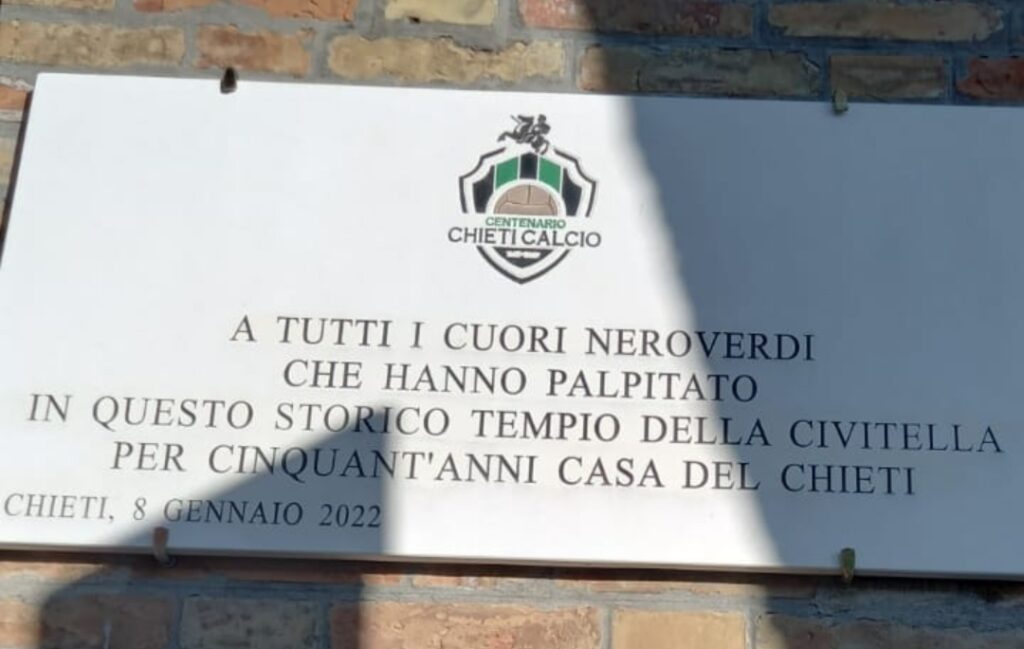 CENTENARIO
CHIETI CALCIO
A TUTTI I CUORI NEROVERDI
CHE HANNO PALPITATO
IN QUESTO STORICO TEMPIO DELLA CIVITELLA
PER CINQUANT'ANNI CASA DEL CHIETI
CHIETI, 8 GENNAIO 2022